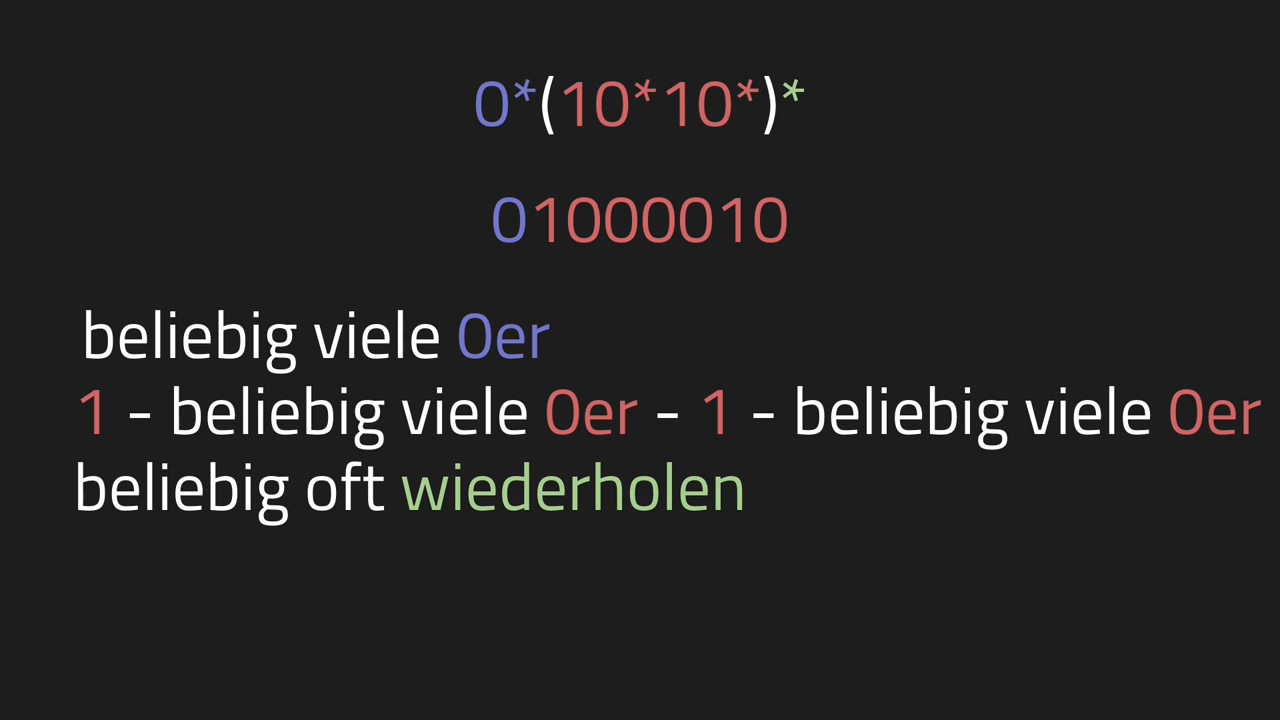 0*(10*10*)*
01000010
beliebig viele 0er
1 - beliebig viele 0er - 1 - beliebig viele 0er
beliebig oft wiederholen